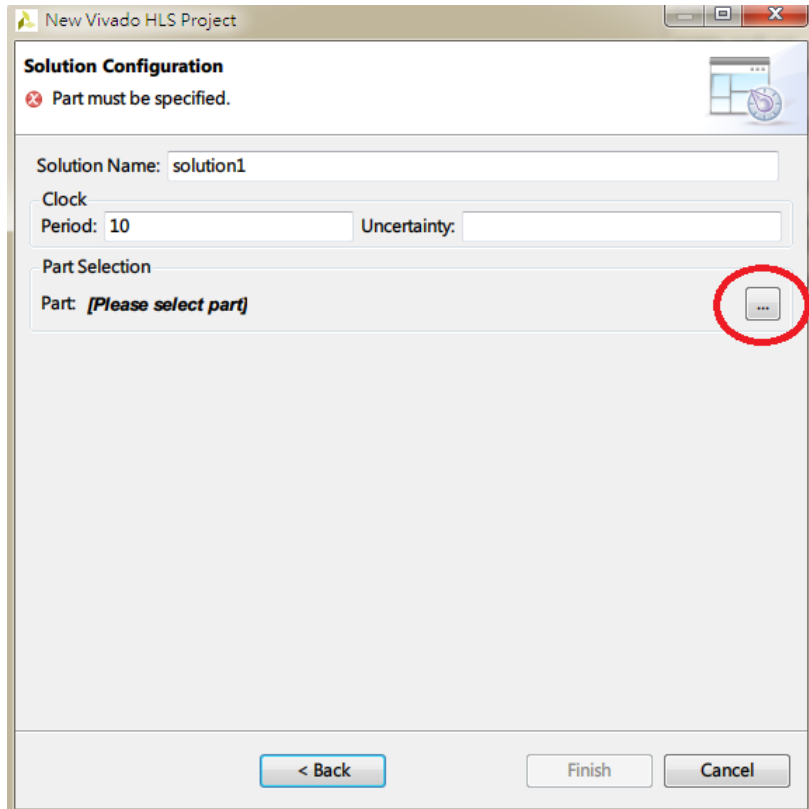 New Vivado HLS Project
Solution Configuration
Part must be specified.
Solution Name: solution1
Clock
Period: 10 Uncertainty:
Part Selection
Part: [Please select part] ...
< Back Finish Cancel